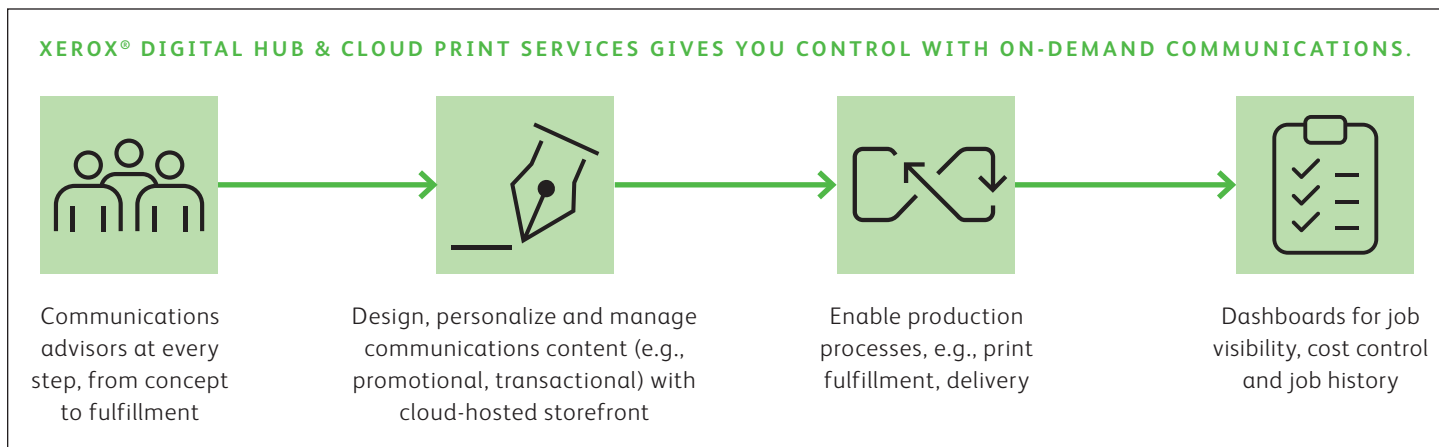 XEROX® DIGITAL HUB & CLOUD PRINT SERVICES GIVES YOU CONTROL WITH ON-DEMAND COMMUNICATIONS.
Communications
advisors at every
step, from concept
to fulfillment
Design, personalize and manage
communications content (e.g.,
promotional, transactional) with
cloud-hosted storefront
Enable production
processes, e.g., print
fulfillment, delivery
Dashboards for job
visibility, cost control
and job history